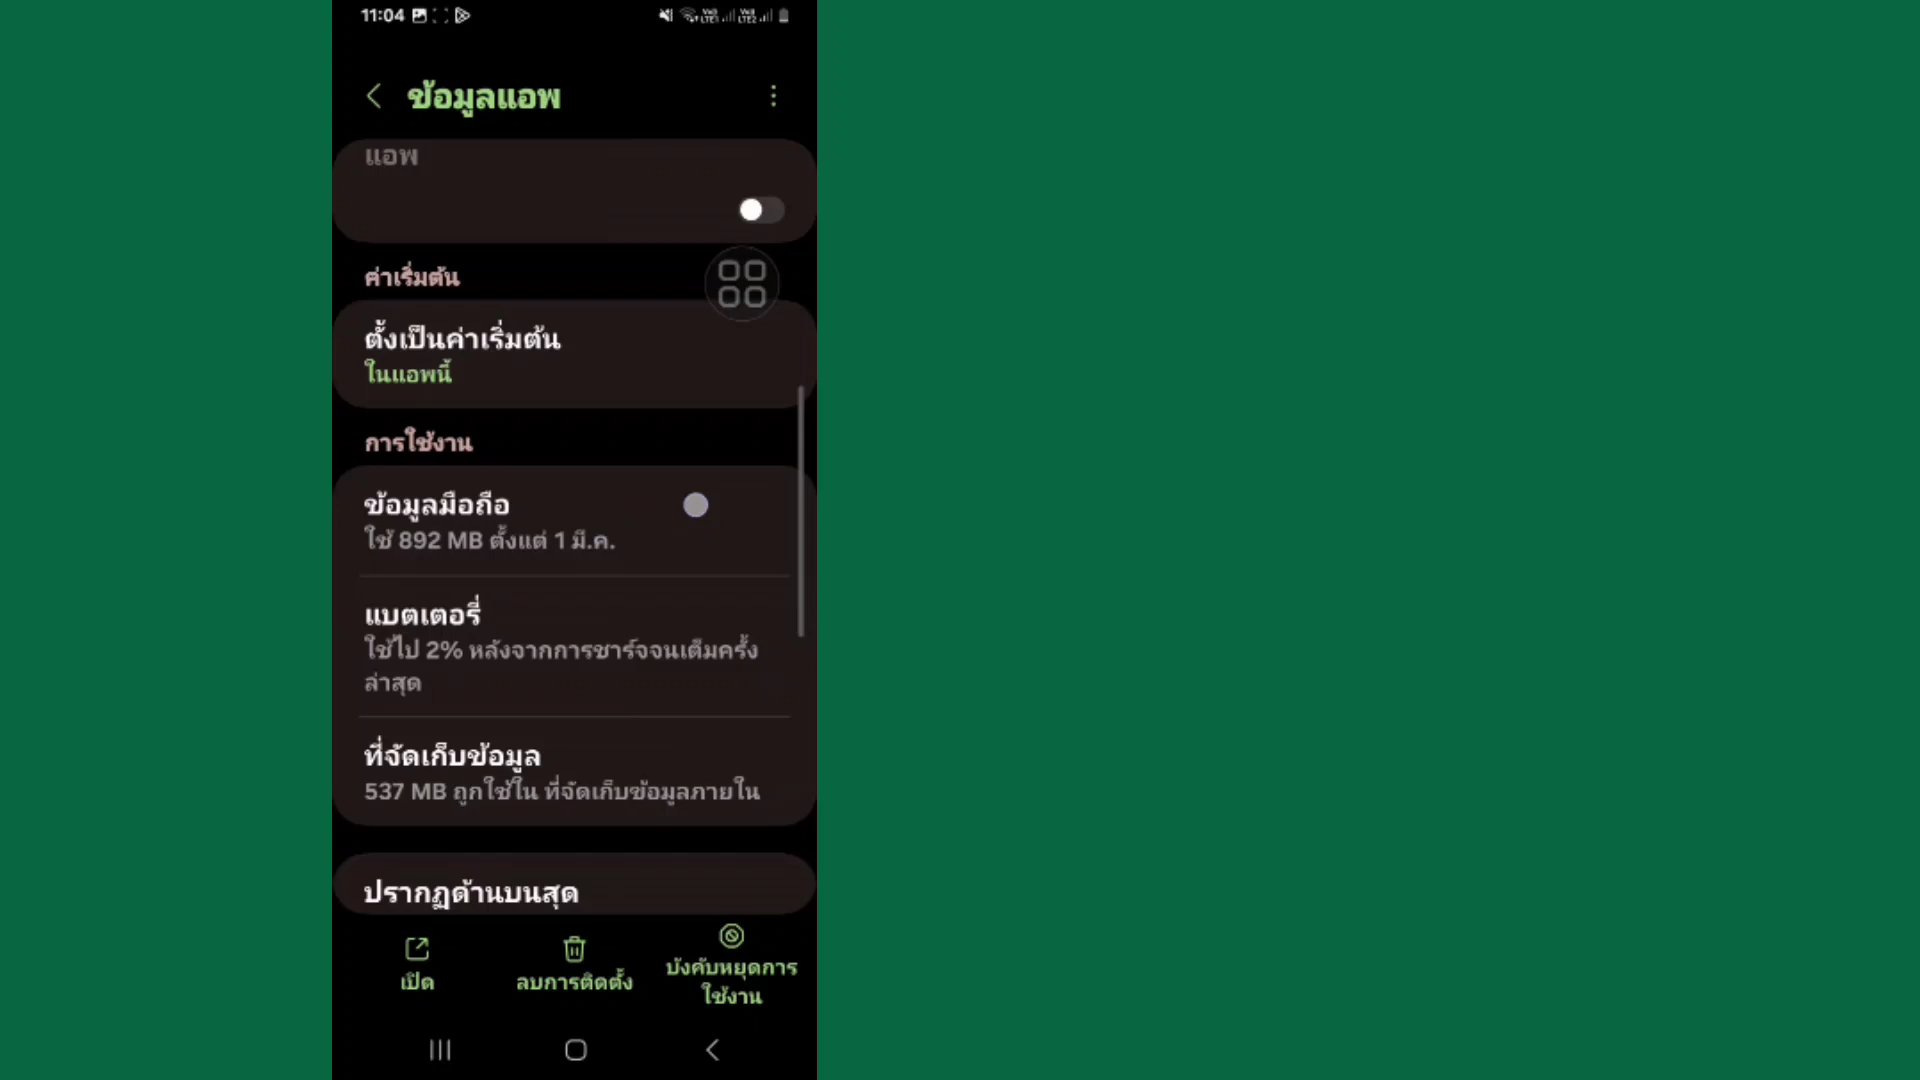 11:04
Vo) LTE1
Vo) LTE2
ข้อมูลแอพ
แอพ
ค่าเริ่มต้น
ตั้งเป็นค่าเริ่มต้น
ในแอพนี้
การใช้งาน
ข้อมูลมือถือ
ใช้ 892 MB ตั้งแต่ 1 มี.ค.
แบตเตอรี่
ใช้ไป 2% หลังจากการชาร์จจนเต็มครั้ง
ล่าสุด
ที่จัดเก็บข้อมูล
537 MB ถูกใช้ใน ที่จัดเก็บข้อมูลภายใน
ปรากฏด้านบนสุด
เปิด
ลบการติดตั้ง
บังคับหยุดการ
ใช้งาน